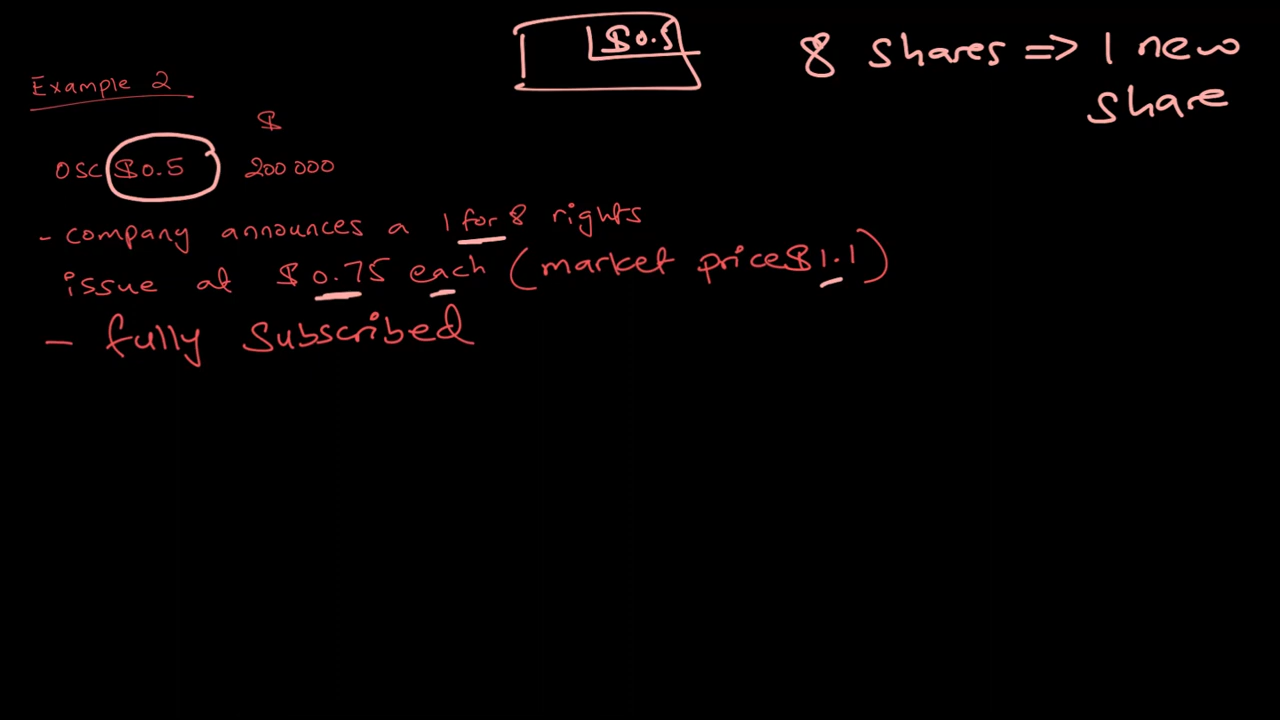 $0.5
8 shares => 1 new
share
Example 2
$
OSC $0.5 200 000
- company announces a 1 for 8 rights
issue at $0.75 each (market price $1.1)
- fully subscribed